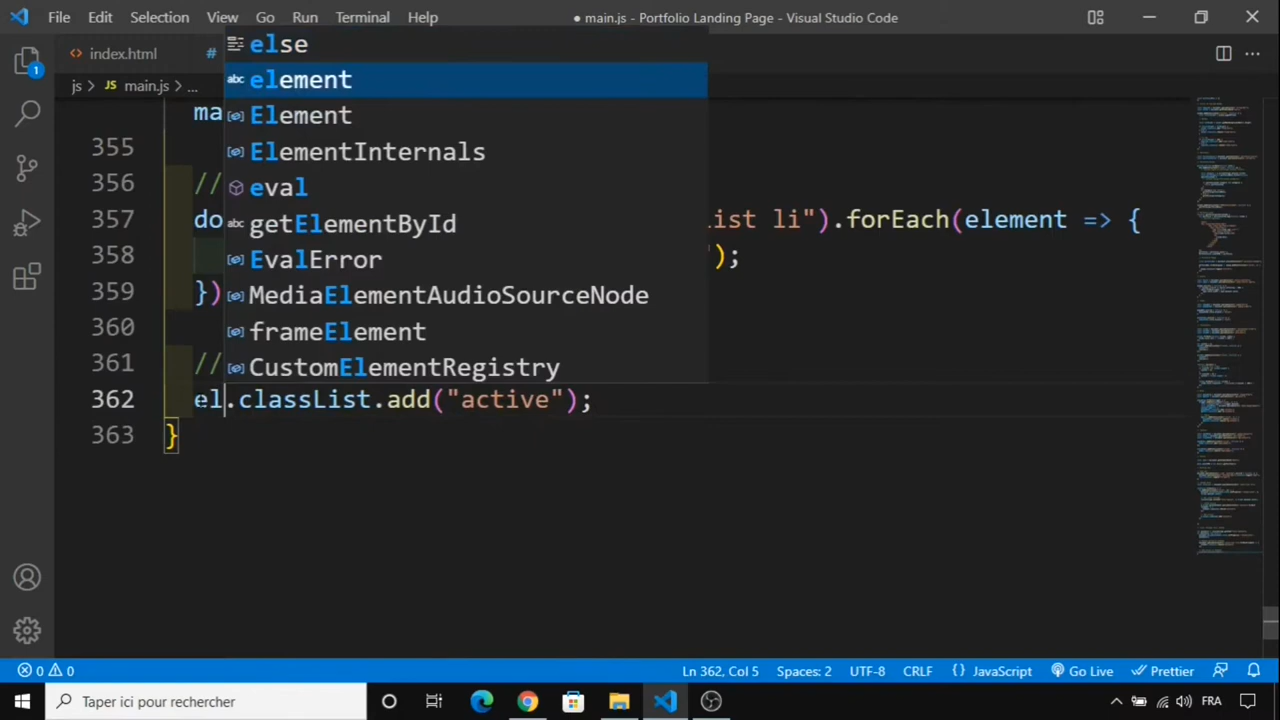 File Edit Selection View Go Run Terminal Help
● main.js - Portfolio Landing Page - Visual Studio Code
index.html #
js > JS main.js > ...
1
else
element
Element
ElementInternals
eval
getElementById
EvalError
MediaElementAudioSourceNode
frameElement
CustomElementRegistry
ma
355
356 //
357 do ist li").forEach(element => {
358 ");
359 })
360
361 //
362 el.classList.add("active");
363 }
0 0 Ln 362, Col 5 Spaces: 2 UTF-8 CRLF {} JavaScript Go Live Prettier
Taper ici pour rechercher FRA